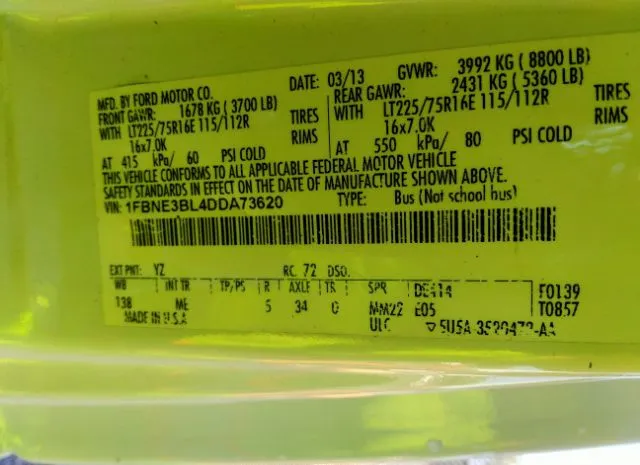 MFD. BY FORD MOTOR CO. DATE: 03/13 GVWR: 3992 KG ( 8800 LB)
FRONT GAWR: 1678 KG ( 3700 LB) REAR GAWR: 2431 KG ( 5360 LB)
WITH LT225/75R16E 115/112R TIRES WITH LT225/75R16E 115/112R TIRES
16x7.0K RIMS 16x7.0K RIMS
AT 415 kPa/ 60 PSI COLD AT 550 kPa/ 80 PSI COLD
THIS VEHICLE CONFORMS TO ALL APPLICABLE FEDERAL MOTOR VEHICLE
SAFETY STANDARDS IN EFFECT ON THE DATE OF MANUFACTURE SHOWN ABOVE.
VIN: 1FBNE3BL4DDA73620 TYPE: Bus (Not school bus)
EXT PNT: YZ RC: 72 DSO:
WB INT TR TP/PS R AXLE TR SPR DE414 F0139
138 ME 5 34 MM22 E05 T0857
MADE IN U.S.A ULC